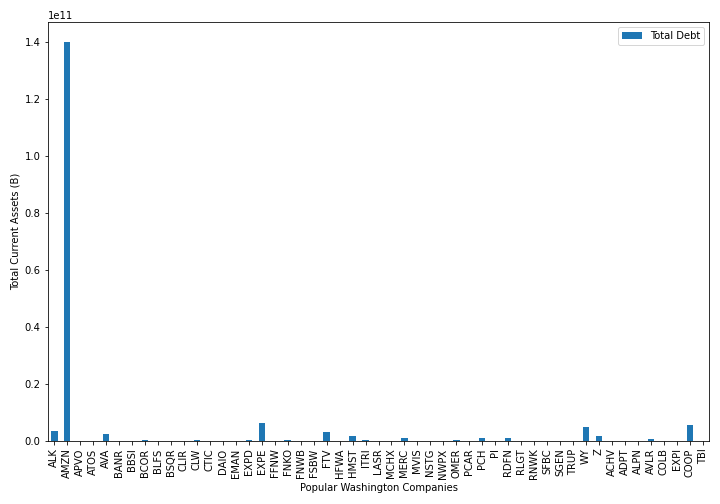 1e11
Total Debt
Total Current Assets (B)
1.4
1.2
1.0
0.8
0.6
0.4
0.2
0.0
ALK
AMZN
APVO
ATOS
AVA
BANR
BBSI
BCOR
BLFS
BSQR
CLIR
CLW
CTIC
DAIO
EMAN
EXPD
EXPE
FFNW
FNKO
FNWB
FSBW
FTV
HFWA
HMST
ITRI
LASR
MCHX
MERC
MVIS
NSTG
NWPX
OMER
PCAR
PCH
PI
RDFN
RLGT
RNWK
SFBC
SGEN
TRUP
WY
Z
ACHV
ADPT
ALPN
AVLR
COLB
EXPI
COOP
TBI
Popular Washington Companies